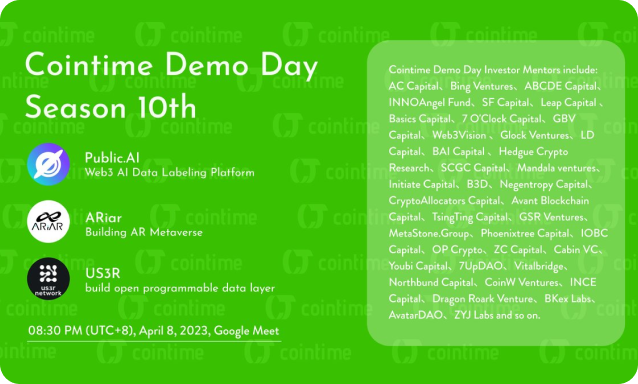 Cointime Demo Day
Season 10th
Public.AI
Web3 AI Data Labeling Platform
ARiAR
ARiar
Building AR Metaverse
us3r
network
US3R
build open programmable data layer
08:30 PM (UTC+8), April 8, 2023, Google Meet
Cointime Demo Day Investor Mentors include:
AC Capital、 Bing Ventures、 ABCDE Capital、
INNOAngel Fund、 SF Capital、 Leap Capital 、
Basics Capital、 7 O'Clock Capital、 GBV
Capital、 Web3Vision 、 Glock Ventures、 LD
Capital、 BAI Capital 、 Hedgue Crypto
Research、 SCGC Capital、 Mandala ventures、
Initiate Capital、 B3D、 Negentropy Capital、
CryptoAllocators Capital、 Avant Blockchain
Capital、 TsingTing Capital、 GSR Ventures、
MetaStone.Group、 Phoenixtree Capital、 IOBC
Capital、 OP Crypto、 ZC Capital、 Cabin VC、
Youbi Capital、 7UpDAO、 Vitalbridge、
Northbund Capital、 CoinW Ventures、 INCE
Capital、 Dragon Roark Venture、 BKex Labs、
AvatarDAO、 ZYJ Labs and so on.
cointime